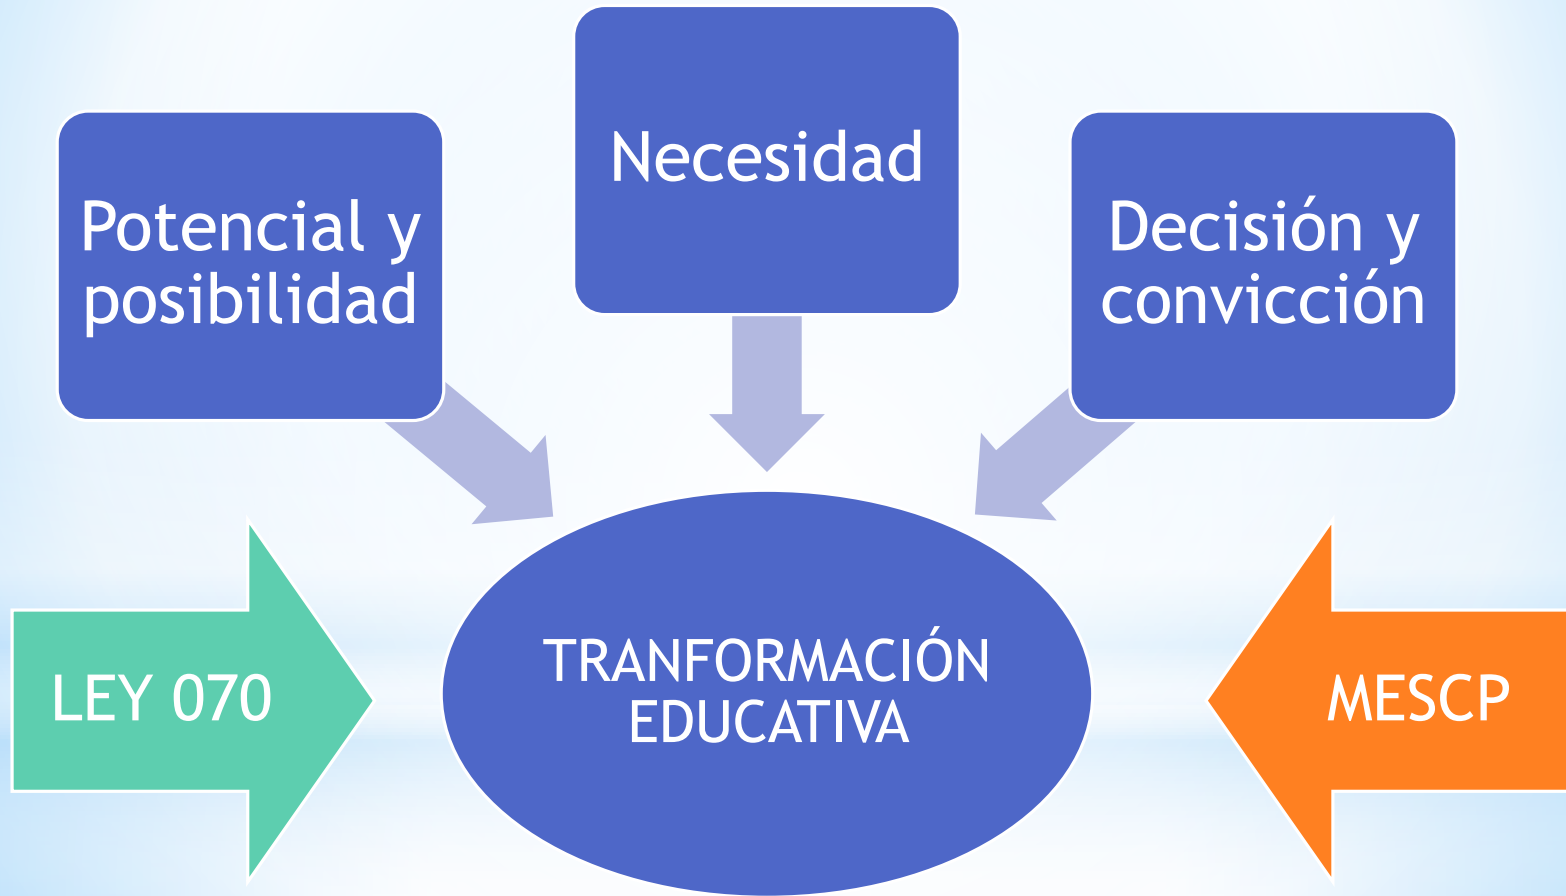 Necesidad
Potencial y
posibilidad
Decisión y
convicción
TRANFORMACIÓN
EDUCATIVA
LEY 070
MESCP